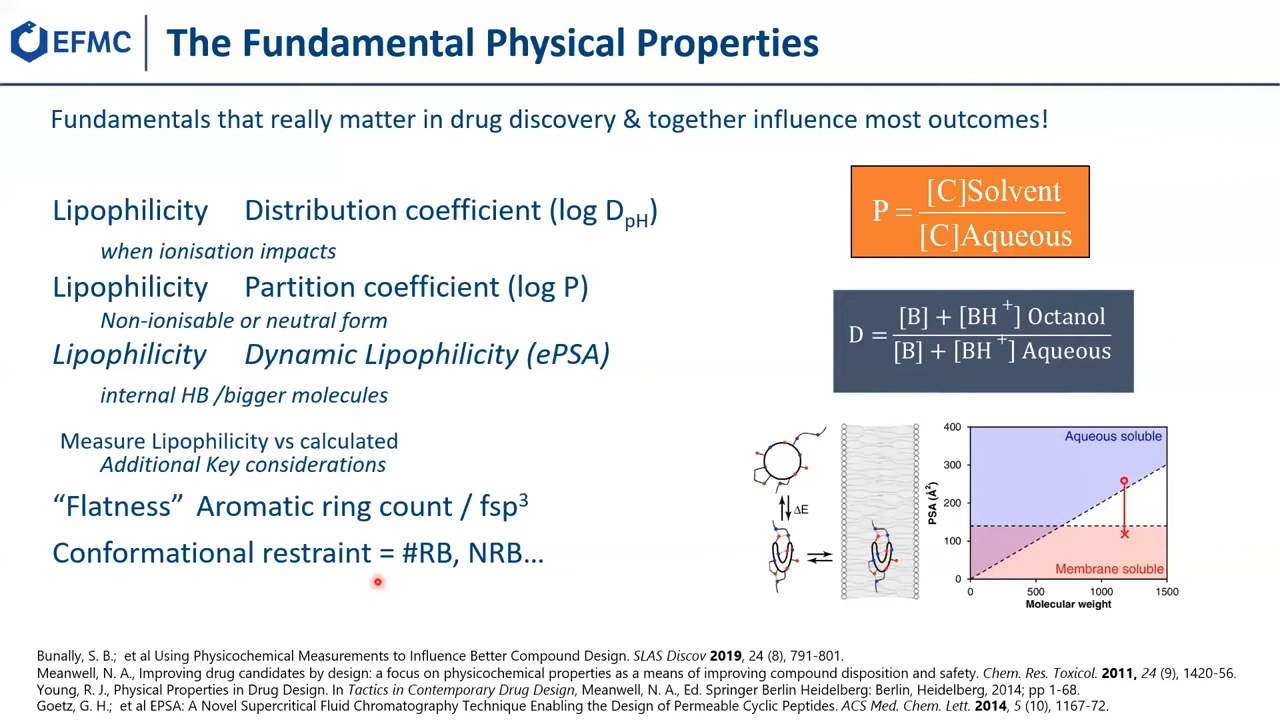 EFMC
The Fundamental Physical Properties
Fundamentals that really matter in drug discovery & together influence most outcomes!
Lipophilicity Distribution coefficient (log DpH)
when ionisation impacts
Lipophilicity Partition coefficient (log P)
Non-ionisable or neutral form
Lipophilicity Dynamic Lipophilicity (ePSA)
internal HB /bigger molecules
Measure Lipophilicity vs calculated
Additional Key considerations
“Flatness” Aromatic ring count / fsp³
Conformational restraint = #RB, NRB...
P = [C]Solvent
[C]Aqueous
D = [B] + [BH⁺] Octanol
[B] + [BH⁺] Aqueous
ΔE
400
300
200
100
0
PSA (Å²)
Aqueous soluble
Membrane soluble
0 500 1000 1500
Molecular weight
Bunally, S. B.; et al Using Physicochemical Measurements to Influence Better Compound Design. SLAS Discov 2019, 24 (8), 791-801.
Meanwell, N. A., Improving drug candidates by design: a focus on physicochemical properties as a means of improving compound disposition and safety. Chem. Res. Toxicol. 2011, 24 (9), 1420-56.
Young, R. J., Physical Properties in Drug Design. In Tactics in Contemporary Drug Design, Meanwell, N. A., Ed. Springer Berlin Heidelberg: Berlin, Heidelberg, 2014; pp 1-68.
Goetz, G. H.; et al EPSA: A Novel Supercritical Fluid Chromatography Technique Enabling the Design of Permeable Cyclic Peptides. ACS Med. Chem. Lett. 2014, 5 (10), 1167-72.